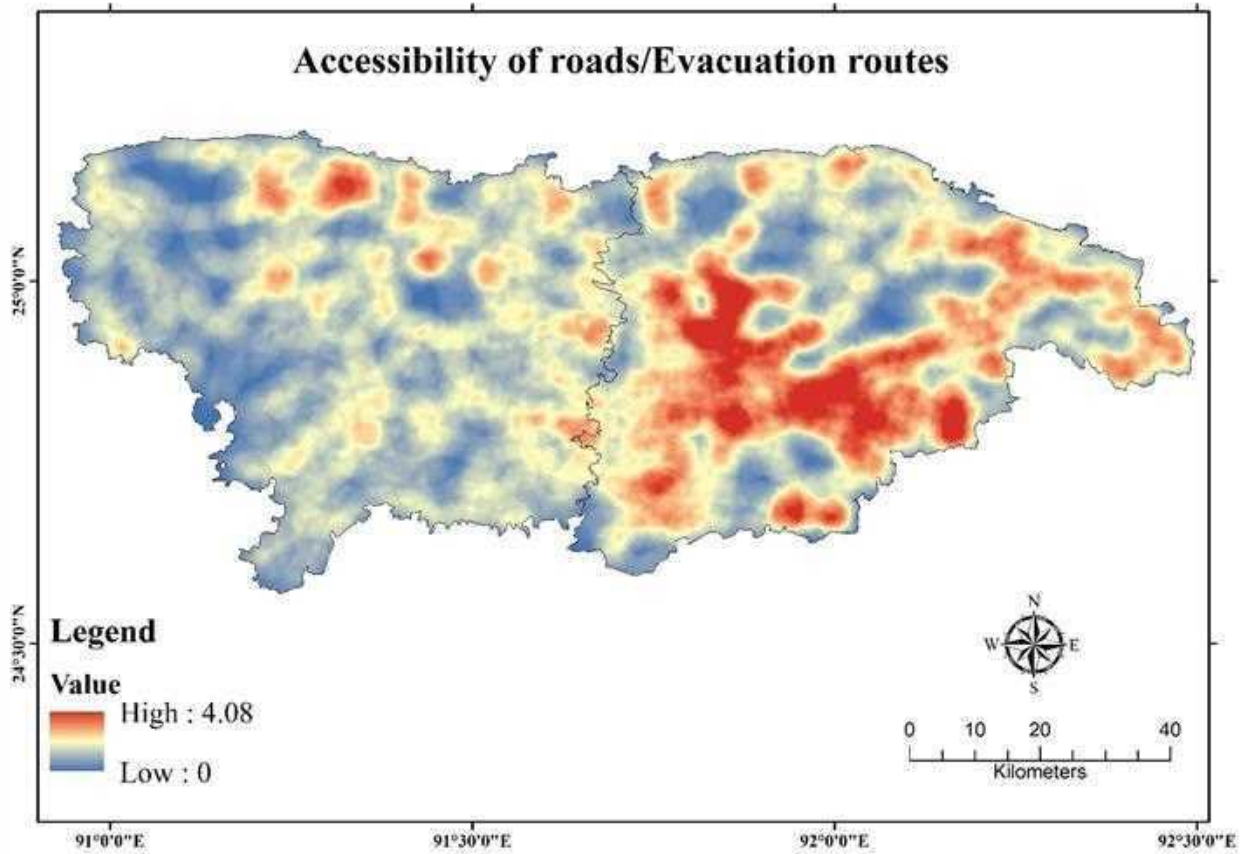 Accessibility of roads/Evacuation routes
25°0'0"N
24°30'0"N
Legend
Value
High : 4.08
Low : 0
N
W E
S
0 10 20 40
Kilometers
91°0'0"E 91°30'0"E 92°0'0"E 92°30'0"E